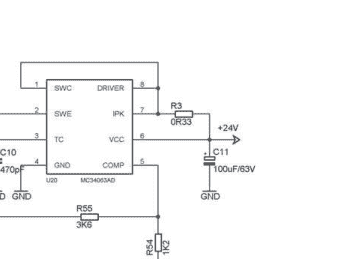 1 SWC DRIVER 8
2 SWE IPK 7
R3
0R33
+24V
3 TC VCC 6
C10
470pF
C11
100uF/63V
4 GND COMP 5
U20 MC34063AD
D GND
GND
R55
3K6
R54
1K2